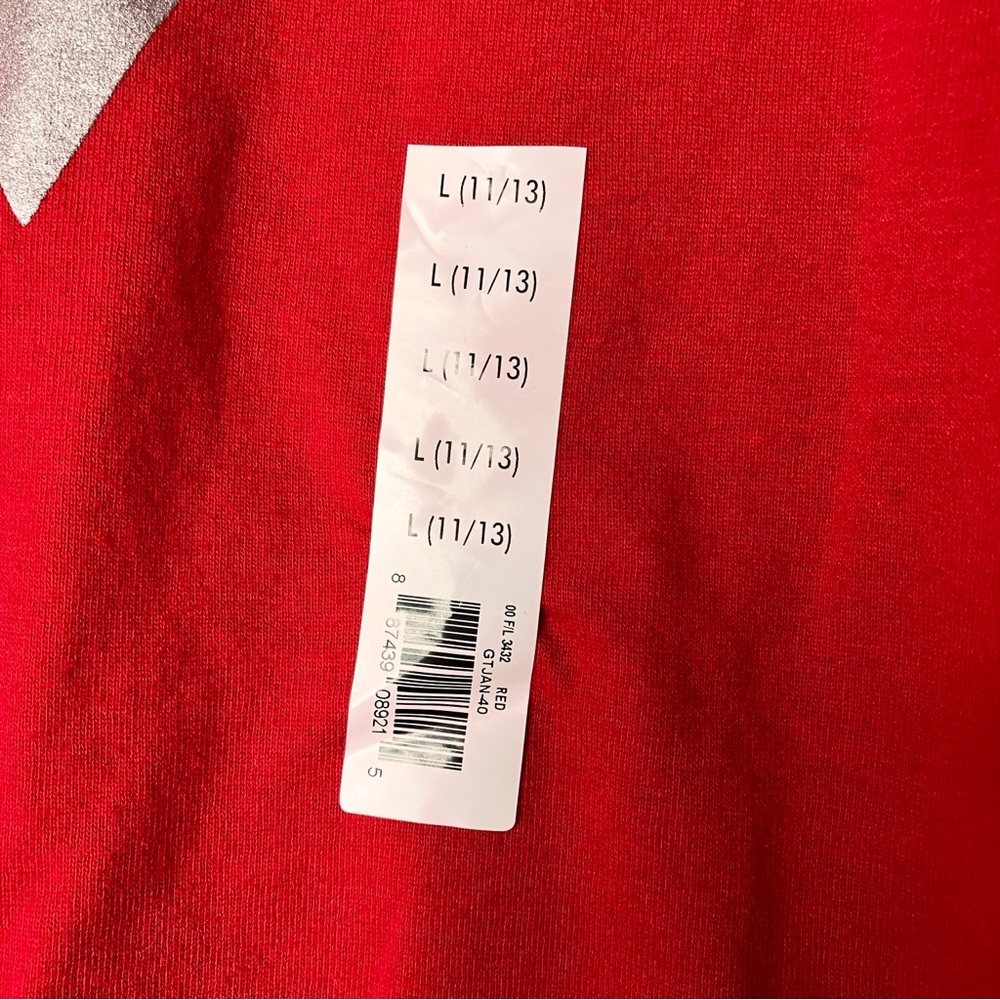 L (11/13)
L (11/13)
L (11/13)
L (11/13)
L (11/13)
00 F/L 3432 RED
GTJAN-40
8 87439 08921 5